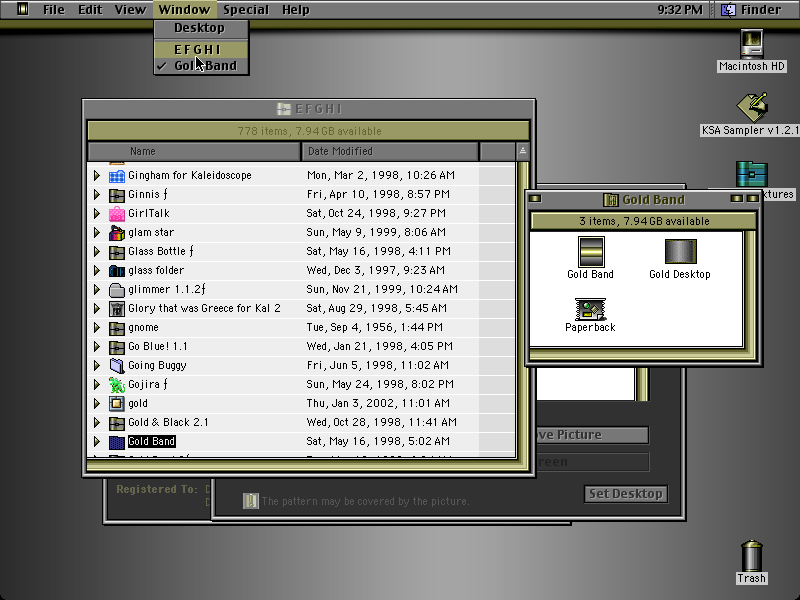 File Edit View Window Special Help 9:32 PM Finder
Desktop
E F G H I
✓ Gold Band
Macintosh HD
KSA Sampler v1.2.1
xtures
E F G H I
778 items, 7.94 GB available
Name Date Modified
Gingham for Kaleidoscope Mon, Mar 2, 1998, 10:26 AM
Ginnis ƒ Fri, Apr 10, 1998, 8:57 PM
GirlTalk Sat, Oct 24, 1998, 9:27 PM
glam star Sun, May 9, 1999, 8:06 AM
Glass Bottle ƒ Sat, May 16, 1998, 4:11 PM
glass folder Wed, Dec 3, 1997, 9:23 AM
glimmer 1.1.2ƒ Sun, Nov 21, 1999, 10:24 AM
Glory that was Greece for Kal 2 Sat, Aug 29, 1998, 5:45 AM
gnome Tue, Sep 4, 1956, 1:44 PM
Go Blue! 1.1 Wed, Jan 21, 1998, 4:05 PM
Going Buggy Fri, Jun 5, 1998, 11:02 AM
Gojira ƒ Sun, May 24, 1998, 8:02 PM
gold Thu, Jan 3, 2002, 11:01 AM
Gold & Black 2.1 Wed, Oct 28, 1998, 11:41 AM
Gold Band Sat, May 16, 1998, 5:02 AM
Gold Band
3 items, 7.94 GB available
Gold Band Gold Desktop
Paperback
ove Picture
reen
Registered To:
The pattern may be covered by the picture.
Set Desktop
Trash